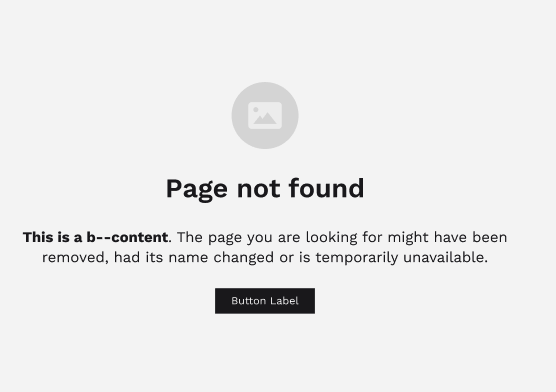 Page not found
This is a b--content. The page you are looking for might have been
removed, had its name changed or is temporarily unavailable.
Button Label